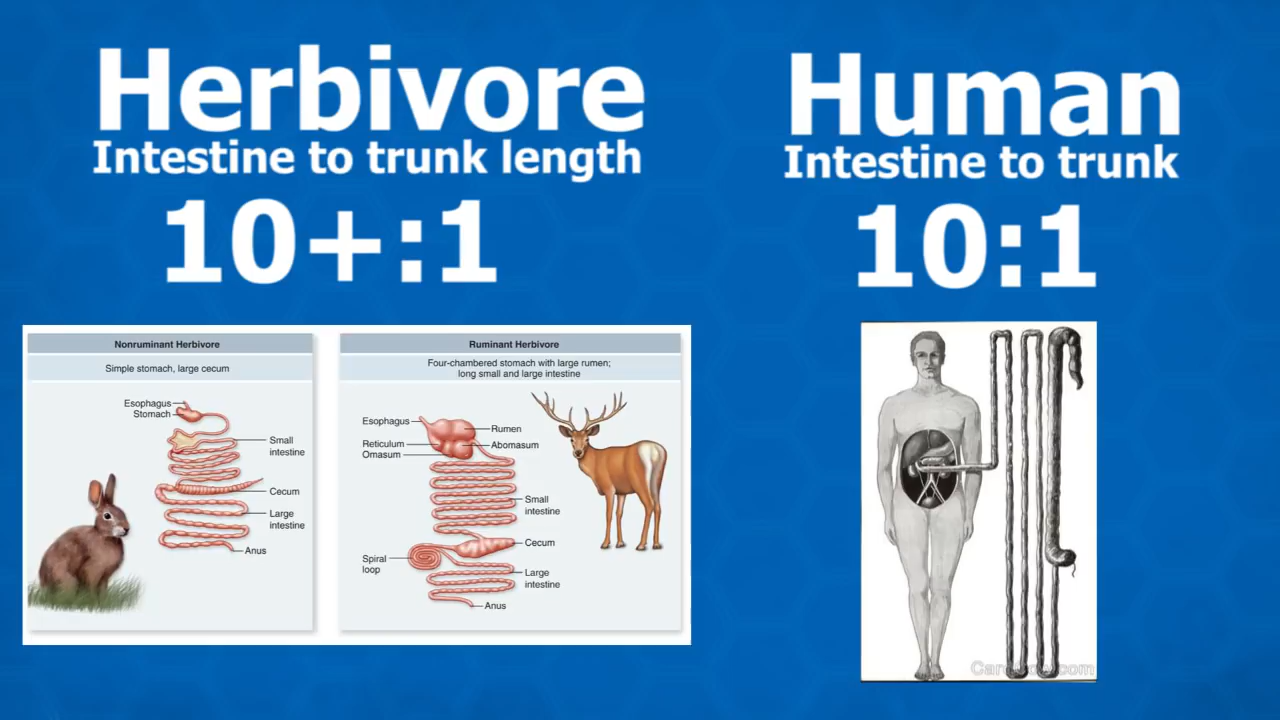 Herbivore
Intestine to trunk length
10+:1
Human
Intestine to trunk
10:1
Nonruminant Herbivore
Simple stomach, large cecum
Esophagus
Stomach
Small
intestine
Cecum
Large
intestine
Anus
Ruminant Herbivore
Four-chambered stomach with large rumen;
long small and large intestine
Esophagus
Rumen
Reticulum
Abomasum
Omasum
Small
intestine
Cecum
Spiral
loop
Large
intestine
Anus